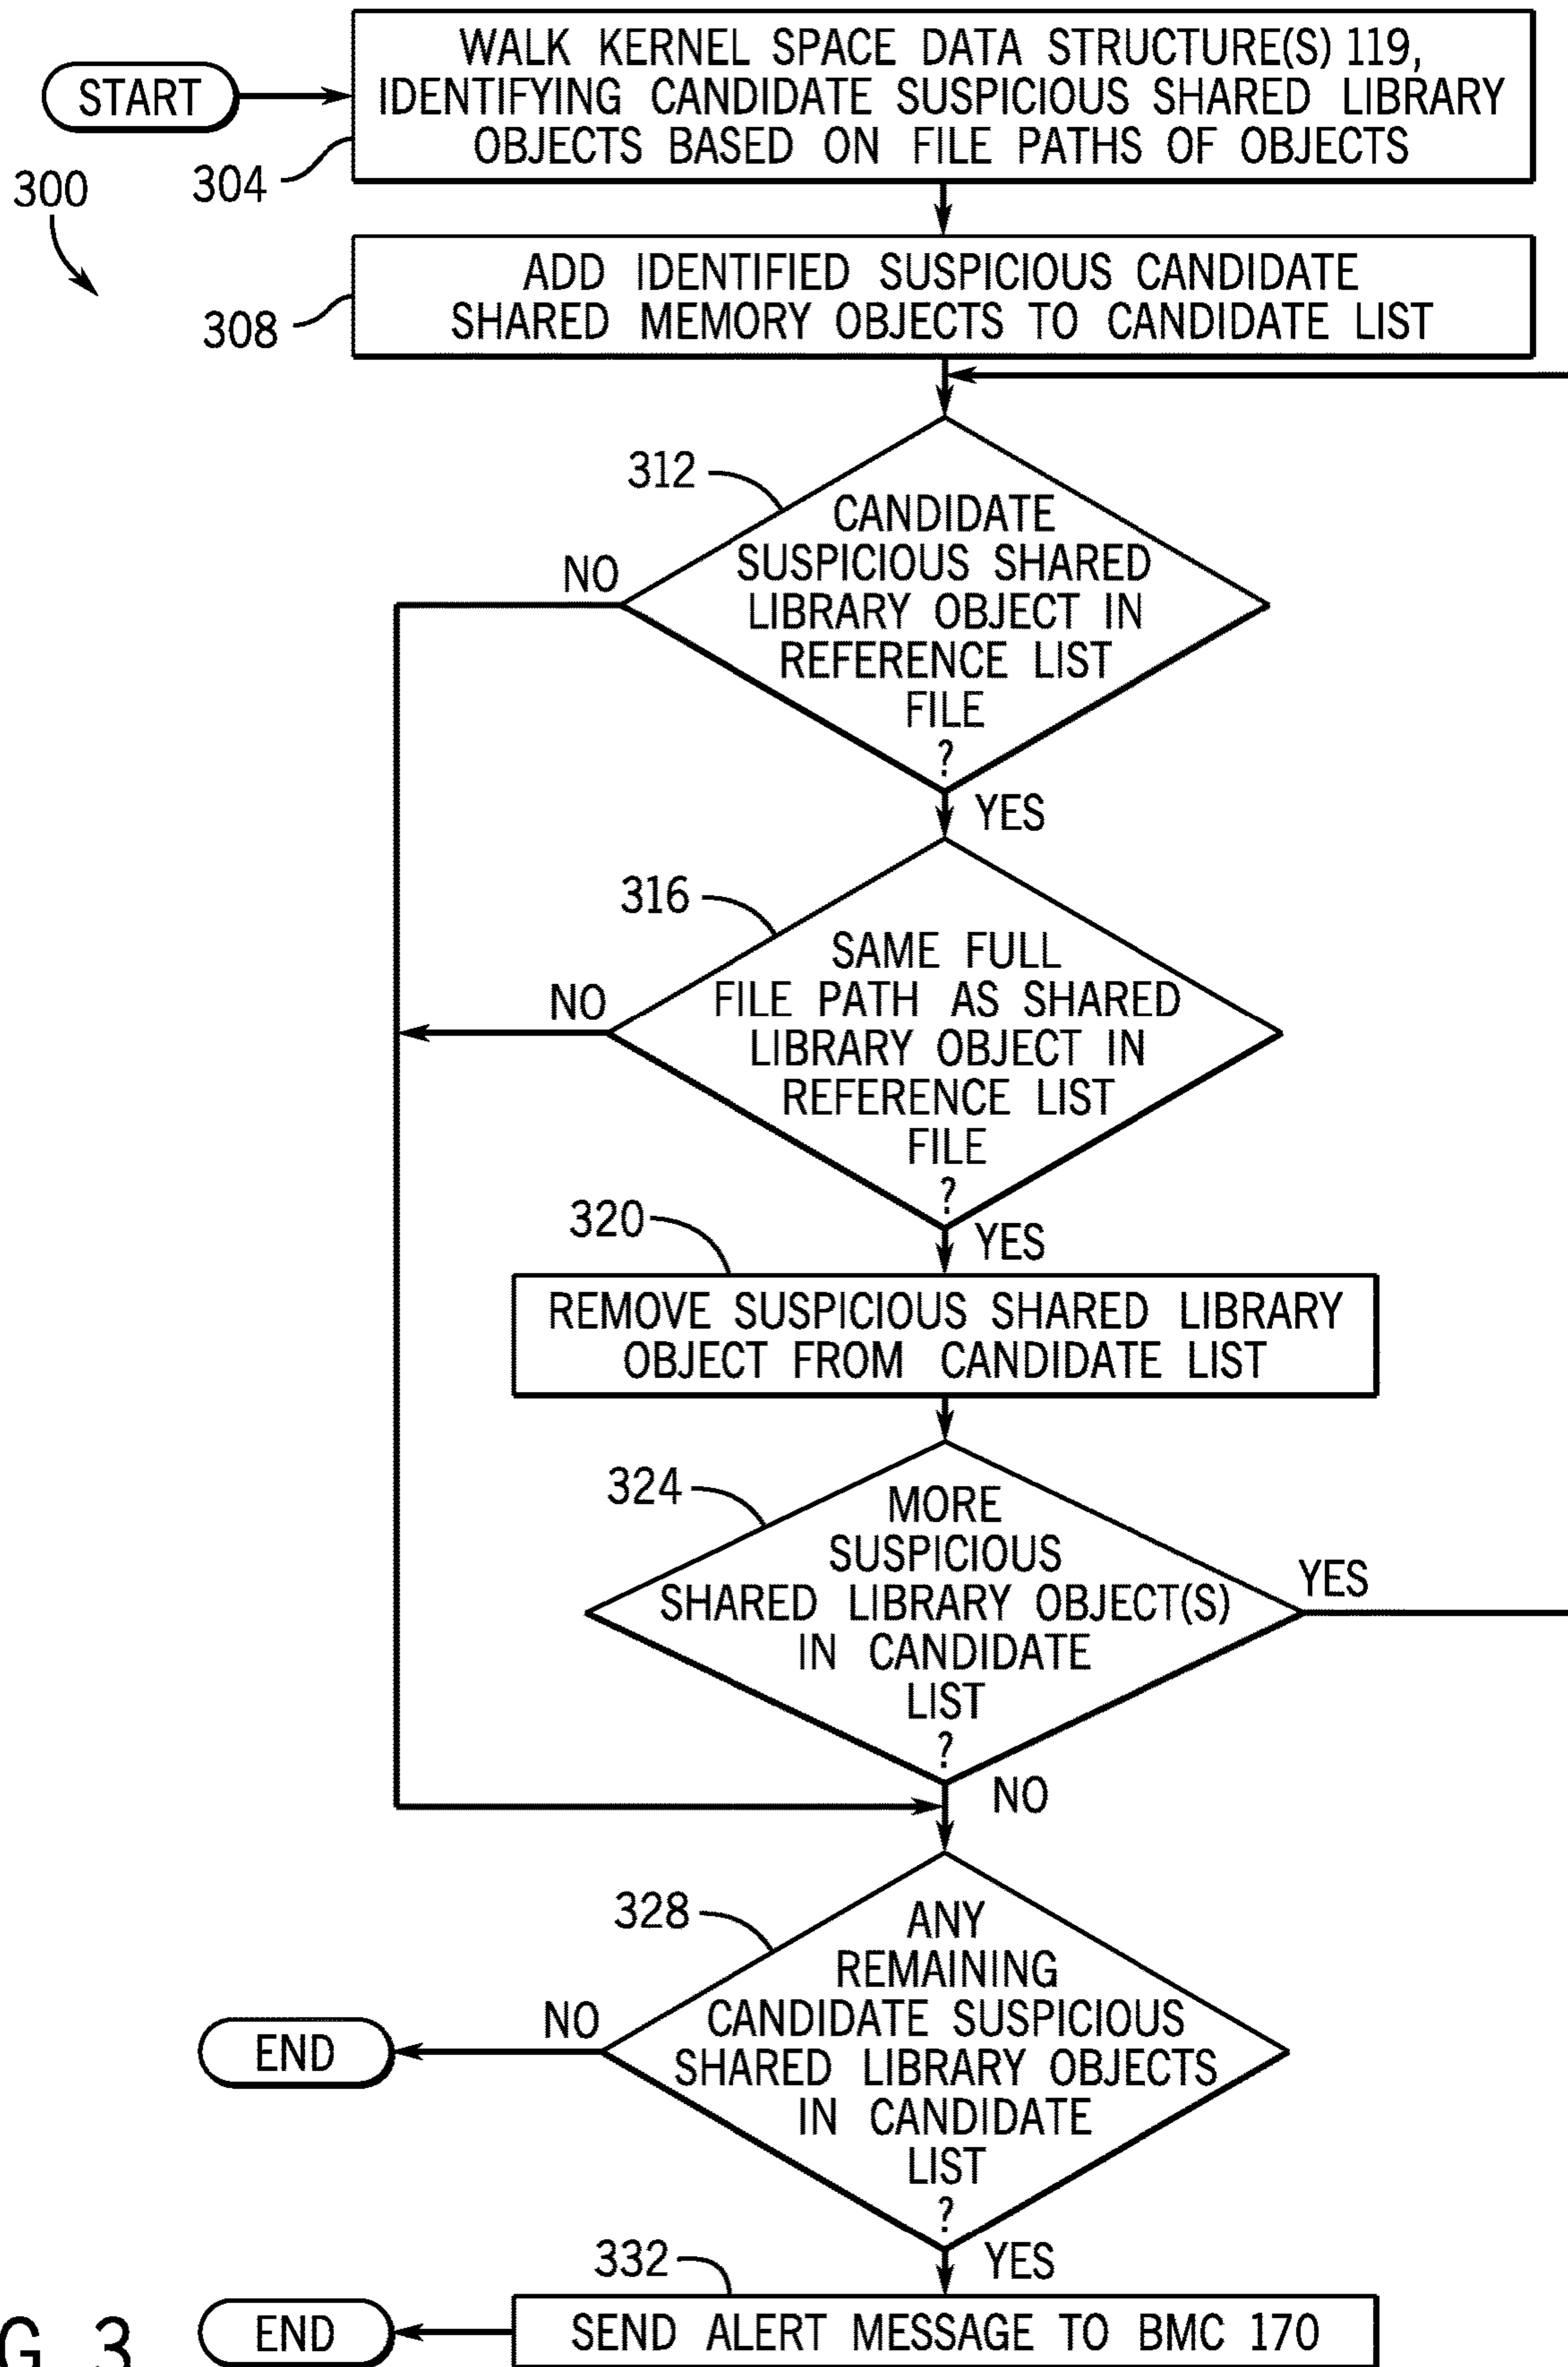 WALK KERNEL SPACE DATA STRUCTURE(S) 119,
START
IDENTIFYING CANDIDATE SUSPICIOUS SHARED LIBRARY
OBJECTS BASED ON FILE PATHS OF OBJECTS
304
300
ADD IDENTIFIED SUSPICIOUS CANDIDATE
SHARED MEMORY OBJECTS TO CANDIDATE LIST
308
312
CANDIDATE
SUSPICIOUS SHARED
LIBRARY OBJECT IN
REFERENCE LIST
FILE
?
NO
YES
316
SAME FULL
FILE PATH AS SHARED
LIBRARY OBJECT IN
REFERENCE LIST
FILE
?
NO
YES
320
REMOVE SUSPICIOUS SHARED LIBRARY
OBJECT FROM CANDIDATE LIST
324
MORE
SUSPICIOUS
SHARED LIBRARY OBJECT(S)
IN CANDIDATE
LIST
?
YES
NO
328
ANY
REMAINING
CANDIDATE SUSPICIOUS
SHARED LIBRARY OBJECTS
IN CANDIDATE
LIST
?
NO
END
YES
332
SEND ALERT MESSAGE TO BMC 170
END
G 3